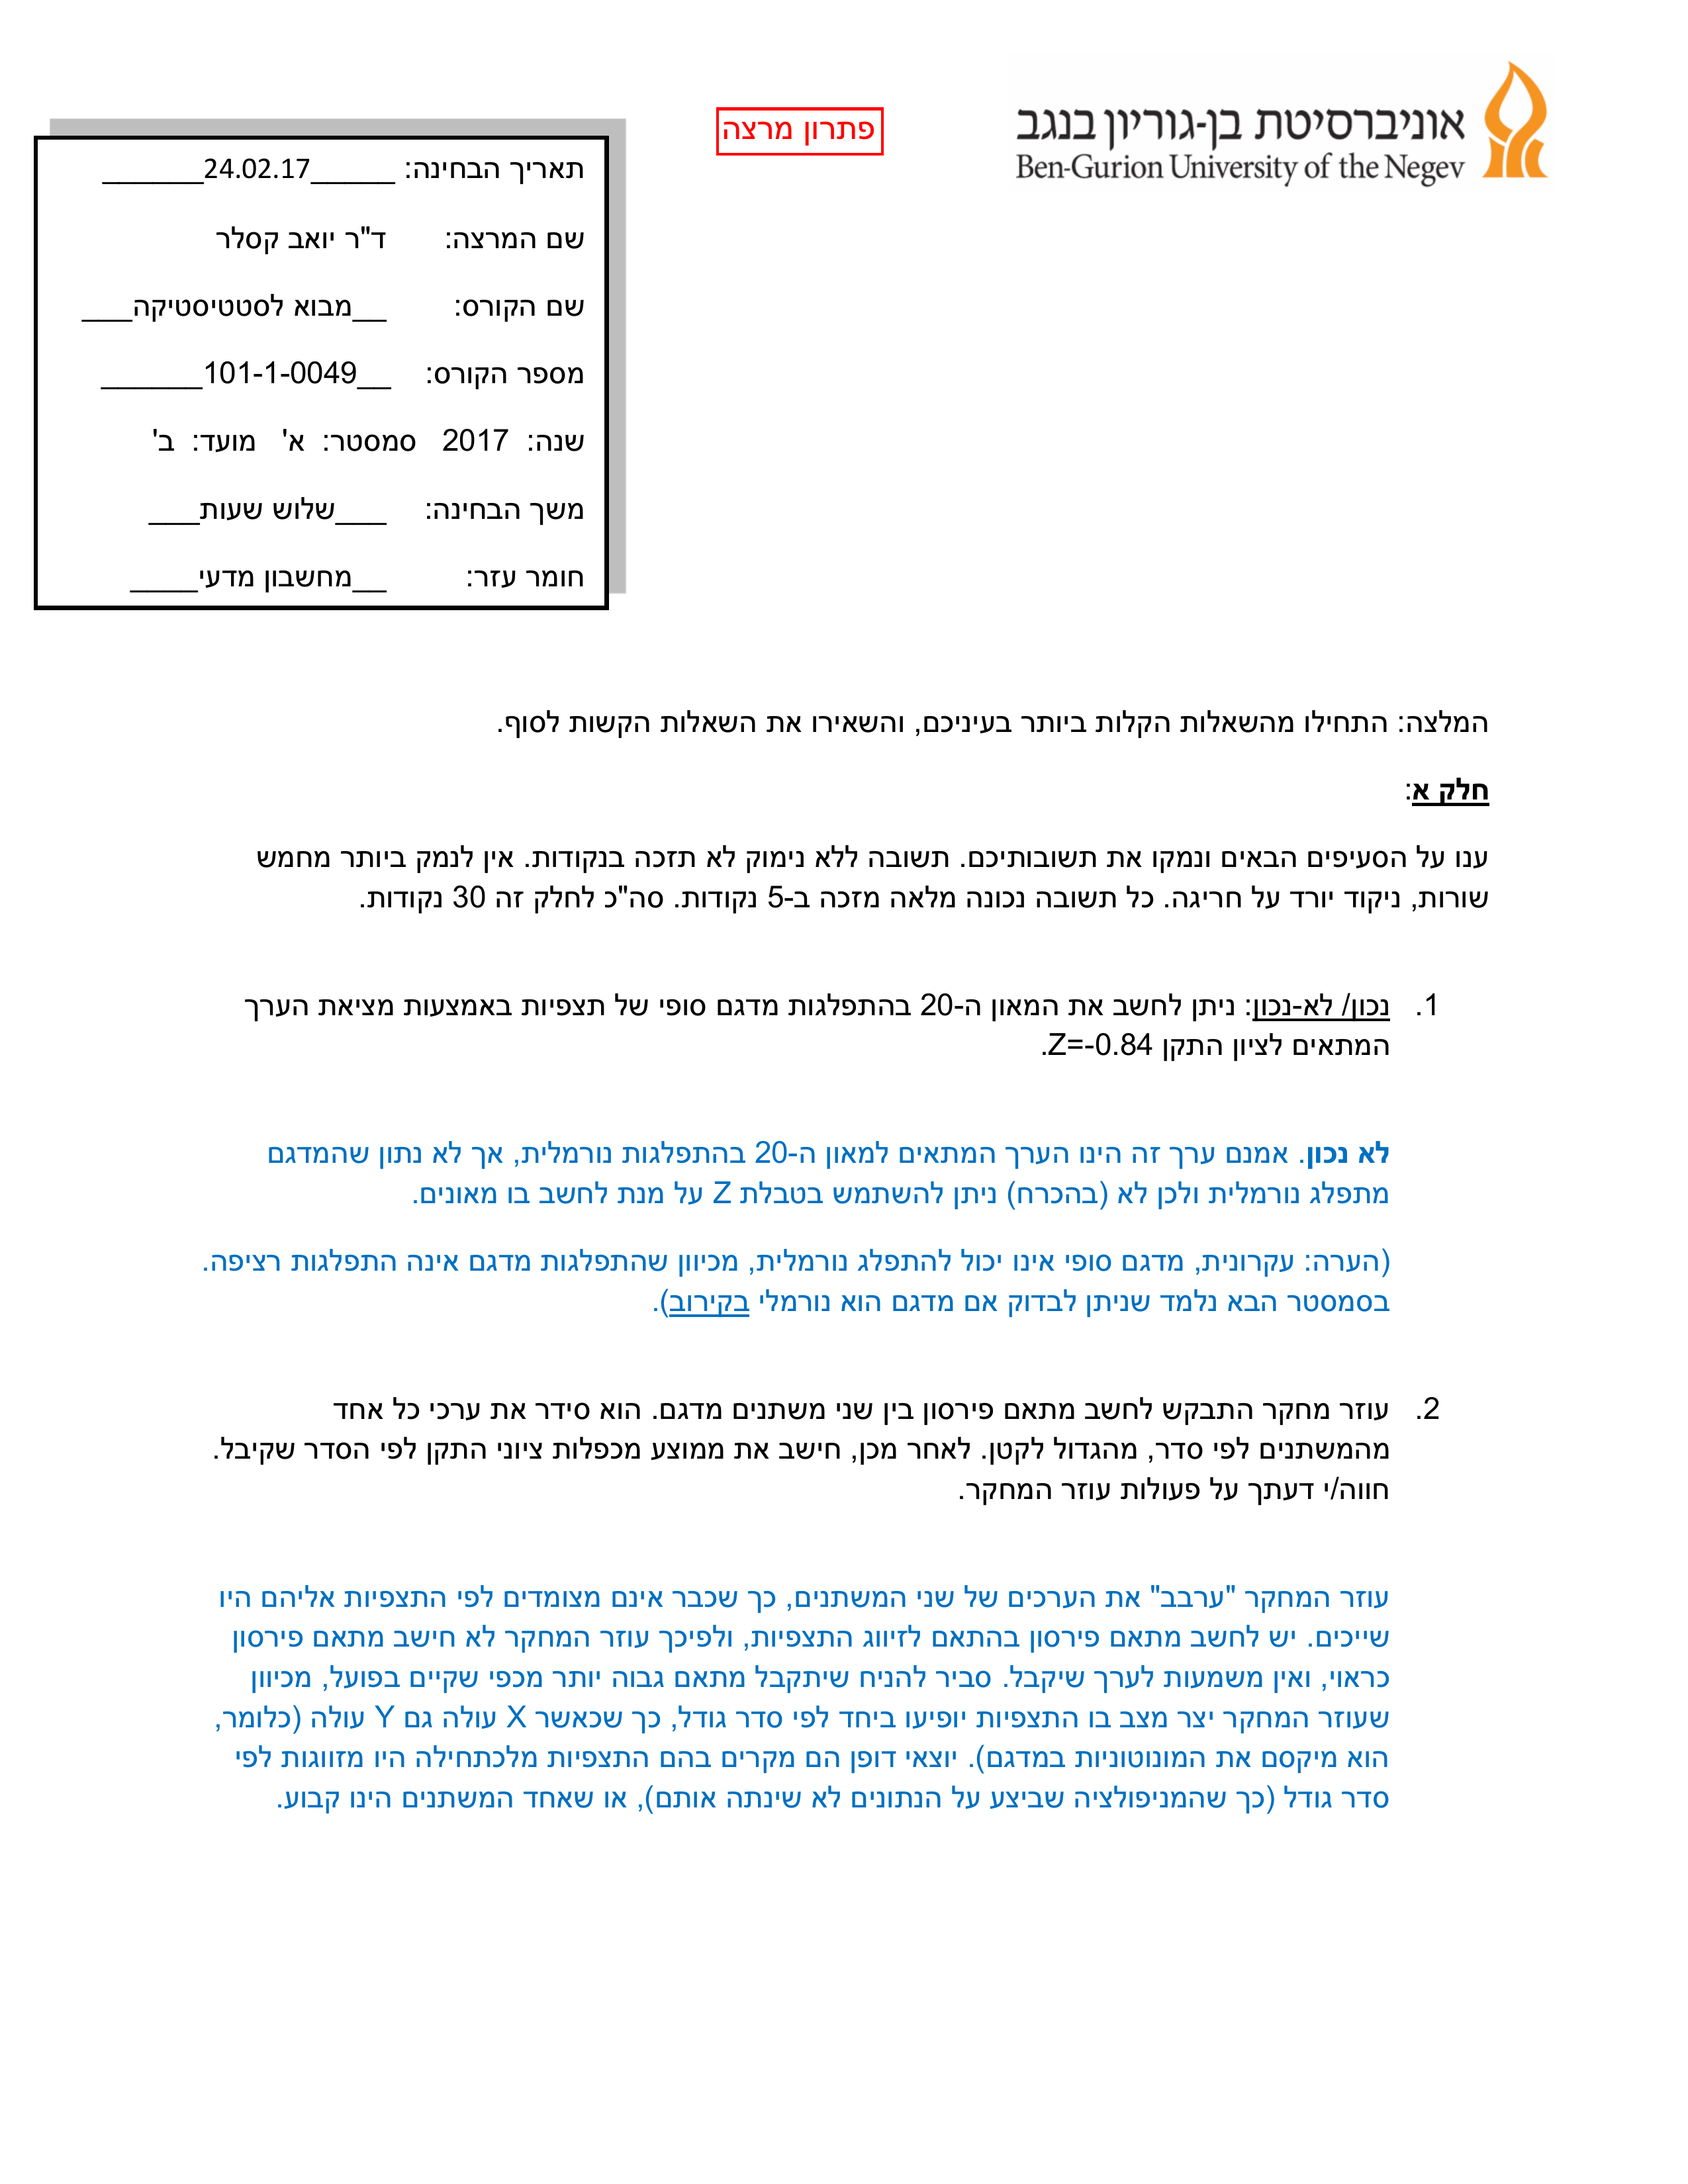 אוניברסיטת בן-גוריון בנגב
Ben-Gurion University of the Negev
פתרון מרצה
תאריך הבחינה: _____24.02.17______
שם המרצה: ד"ר יואב קסלר
שם הקורס: __מבוא לסטטיסטיקה___
מספר הקורס: __101-1-0049______
שנה: 2017 סמסטר: א' מועד: ב'
משך הבחינה: ___שלוש שעות___
חומר עזר: __מחשבון מדעי____
המלצה: התחילו מהשאלות הקלות ביותר בעיניכם, והשאירו את השאלות הקשות לסוף.
חלק א:
ענו על הסעיפים הבאים ונמקו את תשובותיכם. תשובה ללא נימוק לא תזכה בנקודות. אין לנמק ביותר מחמש
שורות, ניקוד יורד על חריגה. כל תשובה נכונה מלאה מזכה ב-5 נקודות. סה"כ לחלק זה 30 נקודות.
1. נכון/ לא-נכון: ניתן לחשב את המאון ה-20 בהתפלגות מדגם סופי של תצפיות באמצעות מציאת הערך
המתאים לציון התקן Z=-0.84.
לא נכון. אמנם ערך זה הינו הערך המתאים למאון ה-20 בהתפלגות נורמלית, אך לא נתון שהמדגם
מתפלג נורמלית ולכן לא (בהכרח) ניתן להשתמש בטבלת Z על מנת לחשב בו מאונים.
(הערה: עקרונית, מדגם סופי אינו יכול להתפלג נורמלית, מכיוון שהתפלגות מדגם אינה התפלגות רציפה.
בסמסטר הבא נלמד שניתן לבדוק אם מדגם הוא נורמלי בקירוב).
2. עוזר מחקר התבקש לחשב מתאם פירסון בין שני משתנים מדגם. הוא סידר את ערכי כל אחד
מהמשתנים לפי סדר, מהגדול לקטן. לאחר מכן, חישב את ממוצע מכפלות ציוני התקן לפי הסדר שקיבל.
חווה/י דעתך על פעולות עוזר המחקר.
עוזר המחקר "ערבב" את הערכים של שני המשתנים, כך שכבר אינם מצומדים לפי התצפיות אליהם היו
שייכים. יש לחשב מתאם פירסון בהתאם לזיווג התצפיות, ולפיכך עוזר המחקר לא חישב מתאם פירסון
כראוי, ואין משמעות לערך שיקבל. סביר להניח שיתקבל מתאם גבוה יותר מכפי שקיים בפועל, מכיוון
שעוזר המחקר יצר מצב בו התצפיות יופיעו ביחד לפי סדר גודל, כך שכאשר X עולה גם Y עולה (כלומר,
הוא מיקסם את המונוטוניות במדגם). יוצאי דופן הם מקרים בהם התצפיות מלכתחילה היו מזווגות לפי
סדר גודל (כך שהמניפולציה שביצע על הנתונים לא שינתה אותם), או שאחד המשתנים הינו קבוע.